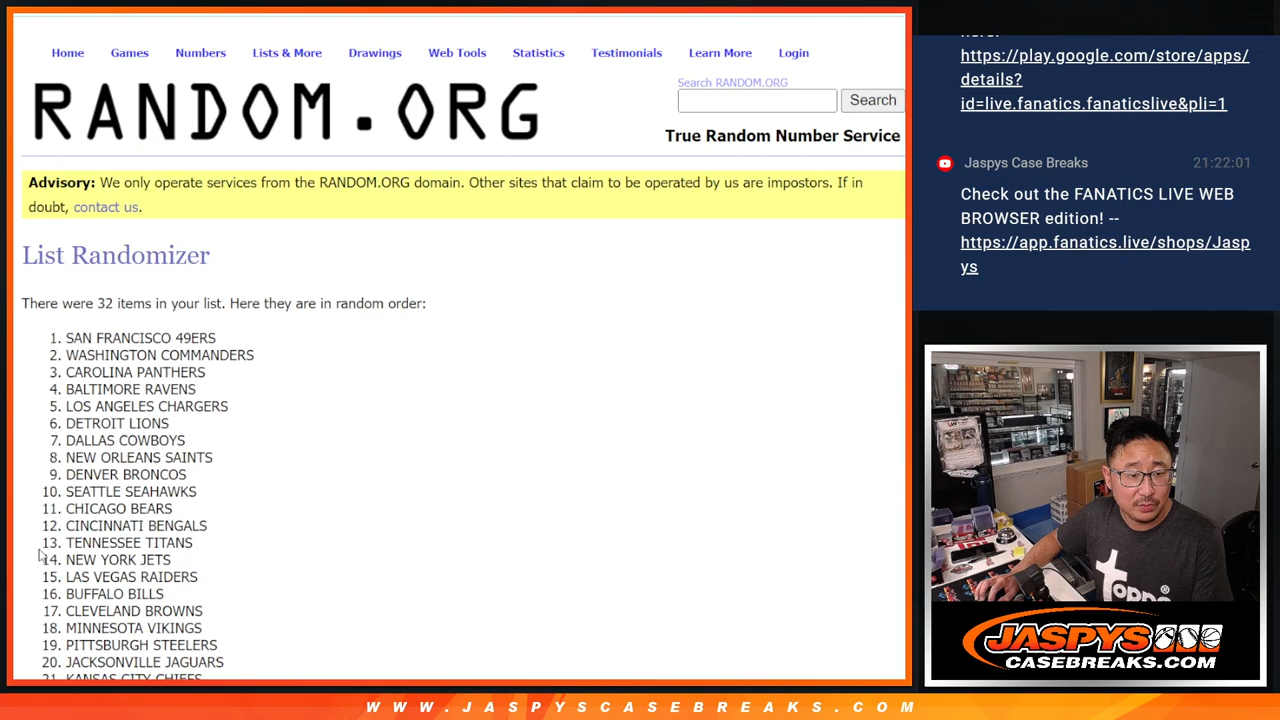 Home Games Numbers Lists & More Drawings Web Tools Statistics Testimonials Learn More Login
RANDOM.ORG
Search RANDOM.ORG
Search
True Random Number Service
Advisory: We only operate services from the RANDOM.ORG domain. Other sites that claim to be operated by us are impostors. If in
doubt, contact us.
List Randomizer
There were 32 items in your list. Here they are in random order:
1. SAN FRANCISCO 49ERS
2. WASHINGTON COMMANDERS
3. CAROLINA PANTHERS
4. BALTIMORE RAVENS
5. LOS ANGELES CHARGERS
6. DETROIT LIONS
7. DALLAS COWBOYS
8. NEW ORLEANS SAINTS
9. DENVER BRONCOS
10. SEATTLE SEAHAWKS
11. CHICAGO BEARS
12. CINCINNATI BENGALS
13. TENNESSEE TITANS
14. NEW YORK JETS
15. LAS VEGAS RAIDERS
16. BUFFALO BILLS
17. CLEVELAND BROWNS
18. MINNESOTA VIKINGS
19. PITTSBURGH STEELERS
20. JACKSONVILLE JAGUARS
21. KANSAS CITY CHIEFS
here:
https://play.google.com/store/apps/
details?
id=live.fanatics.fanaticslive&pli=1
Jaspys Case Breaks 21:22:01
Check out the FANATICS LIVE WEB
BROWSER edition! --
https://app.fanatics.live/shops/Jasp
ys
topps
JASPYS
CASEBREAKS.COM
WWW.JASPYSCASEBREAKS.COM